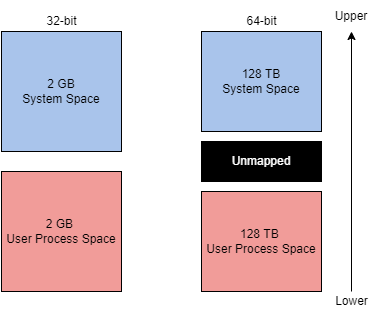 32-bit
64-bit
Upper
2 GB
System Space
128 TB
System Space
Unmapped
2 GB
User Process Space
128 TB
User Process Space
Lower